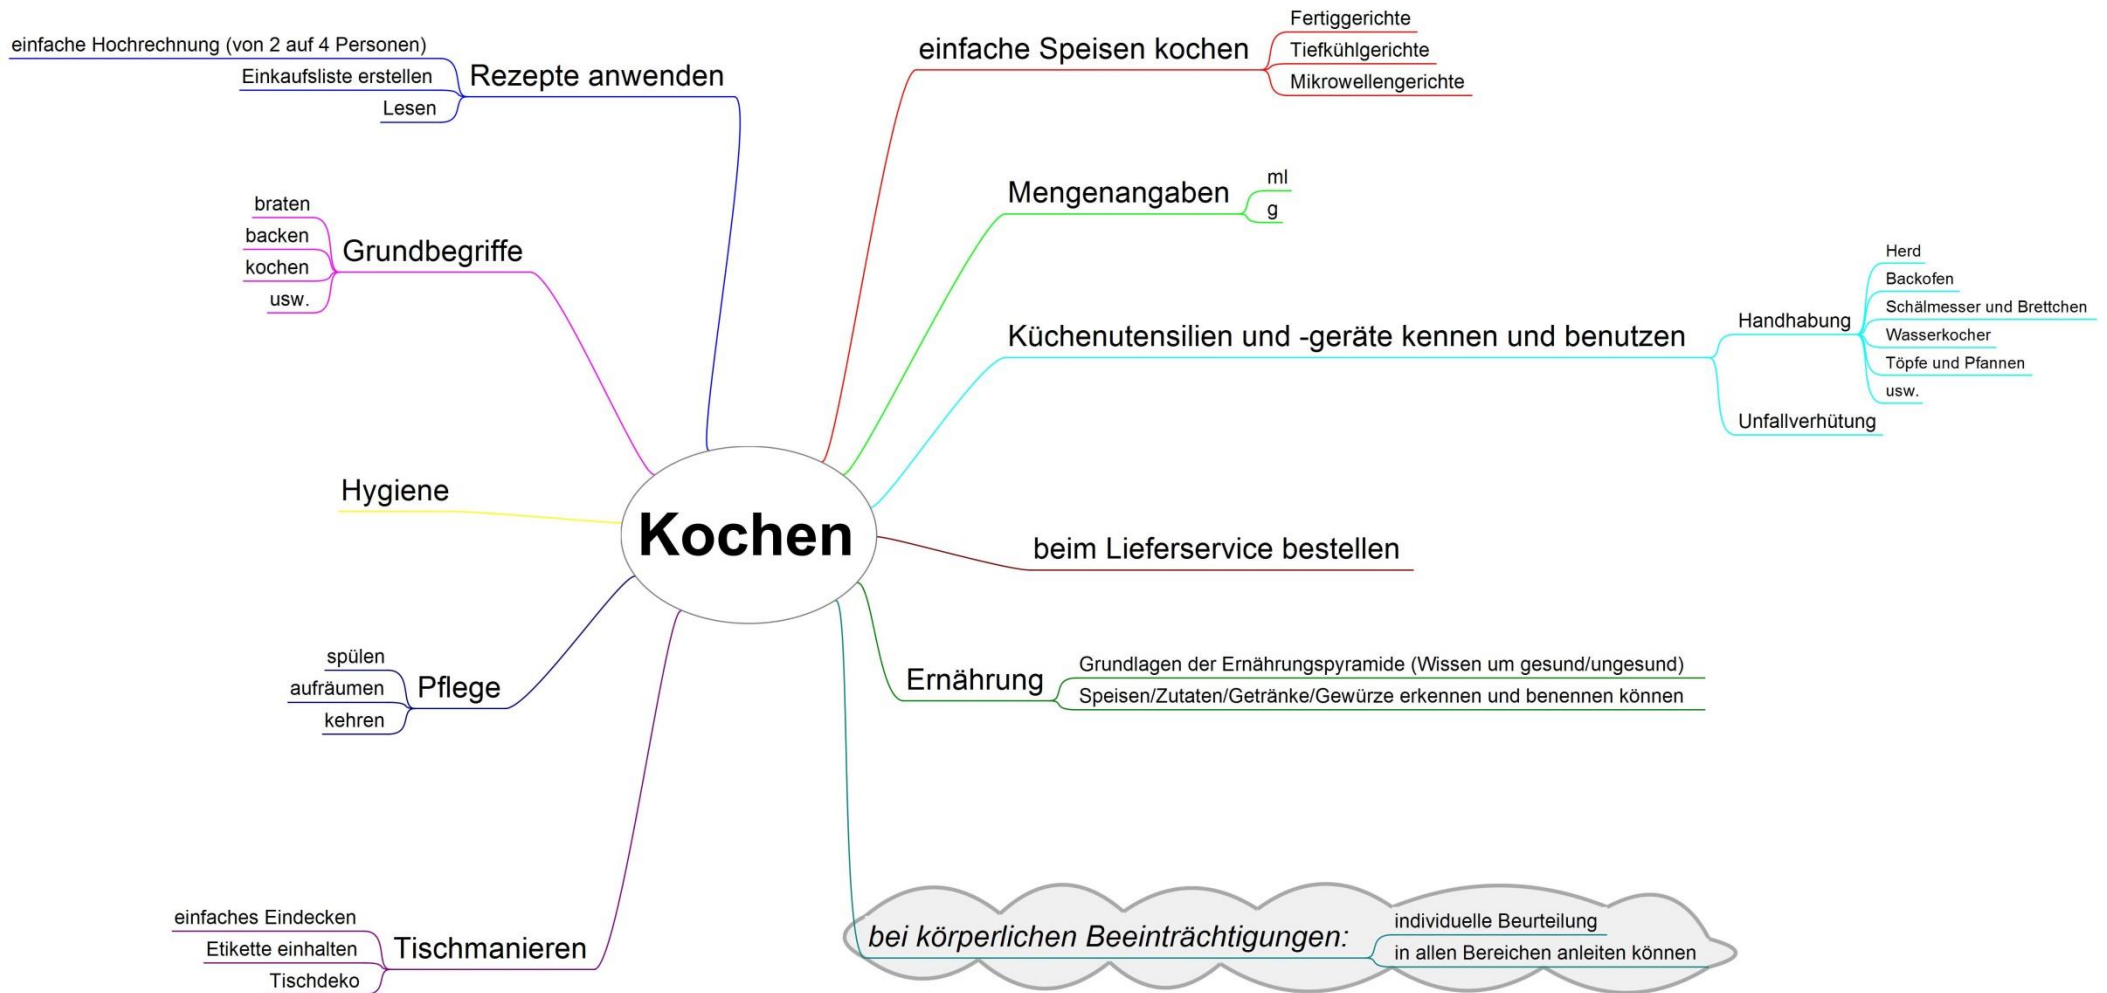 Kochen
einfache Speisen kochen
Fertiggerichte
Tiefkühlgerichte
Mikrowellengerichte
Mengenangaben
ml
g
Küchenutensilien und -geräte kennen und benutzen
Handhabung
Herd
Backofen
Schälmesser und Brettchen
Wasserkocher
Töpfe und Pfannen
usw.
Unfallverhütung
beim Lieferservice bestellen
Ernährung
Grundlagen der Ernährungspyramide (Wissen um gesund/ungesund)
Speisen/Zutaten/Getränke/Gewürze erkennen und benennen können
bei körperlichen Beeinträchtigungen:
individuelle Beurteilung
in allen Bereichen anleiten können
Rezepte anwenden
einfache Hochrechnung (von 2 auf 4 Personen)
Einkaufsliste erstellen
Lesen
Grundbegriffe
braten
backen
kochen
usw.
Hygiene
Pflege
spülen
aufräumen
kehren
Tischmanieren
einfaches Eindecken
Etikette einhalten
Tischdeko